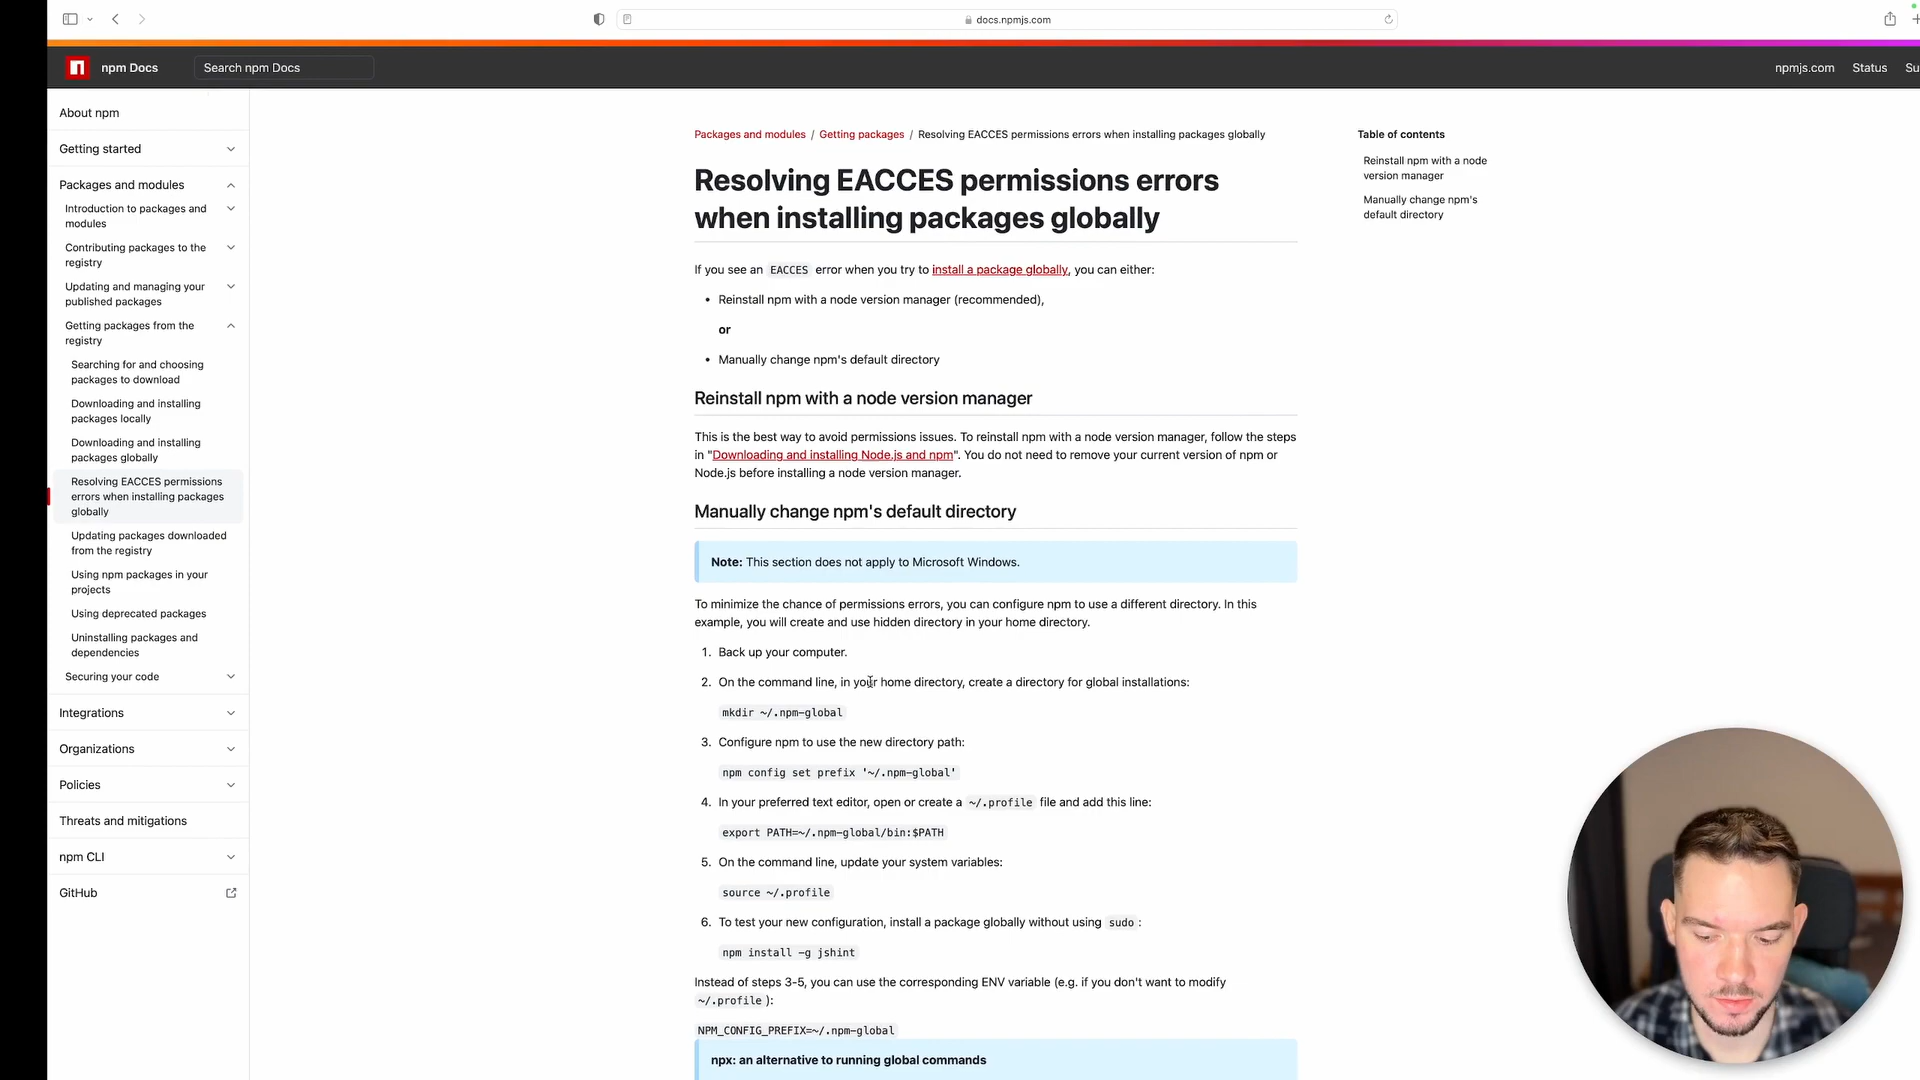 docs.npmjs.com
npm Docs
Search npm Docs
npmjs.com
Status
Su
About npm
Getting started
Packages and modules
Introduction to packages and
modules
Contributing packages to the
registry
Updating and managing your
published packages
Getting packages from the
registry
Searching for and choosing
packages to download
Downloading and installing
packages locally
Downloading and installing
packages globally
Resolving EACCES permissions
errors when installing packages
globally
Updating packages downloaded
from the registry
Using npm packages in your
projects
Using deprecated packages
Uninstalling packages and
dependencies
Securing your code
Integrations
Organizations
Policies
Threats and mitigations
npm CLI
GitHub
Packages and modules / Getting packages / Resolving EACCES permissions errors when installing packages globally
Resolving EACCES permissions errors
when installing packages globally
If you see an EACCES error when you try to install a package globally, you can either:
• Reinstall npm with a node version manager (recommended),
or
• Manually change npm's default directory
Reinstall npm with a node version manager
This is the best way to avoid permissions issues. To reinstall npm with a node version manager, follow the steps
in "Downloading and installing Node.js and npm". You do not need to remove your current version of npm or
Node.js before installing a node version manager.
Manually change npm's default directory
Note: This section does not apply to Microsoft Windows.
To minimize the chance of permissions errors, you can configure npm to use a different directory. In this
example, you will create and use hidden directory in your home directory.
1. Back up your computer.
2. On the command line, in your home directory, create a directory for global installations:
mkdir ~/.npm-global
3. Configure npm to use the new directory path:
npm config set prefix '~/.npm-global'
4. In your preferred text editor, open or create a ~/.profile file and add this line:
export PATH=~/.npm-global/bin:$PATH
5. On the command line, update your system variables:
source ~/.profile
6. To test your new configuration, install a package globally without using sudo :
npm install -g jshint
Instead of steps 3-5, you can use the corresponding ENV variable (e.g. if you don't want to modify
~/.profile ):
NPM_CONFIG_PREFIX=~/.npm-global
npx: an alternative to running global commands
Table of contents
Reinstall npm with a node
version manager
Manually change npm's
default directory